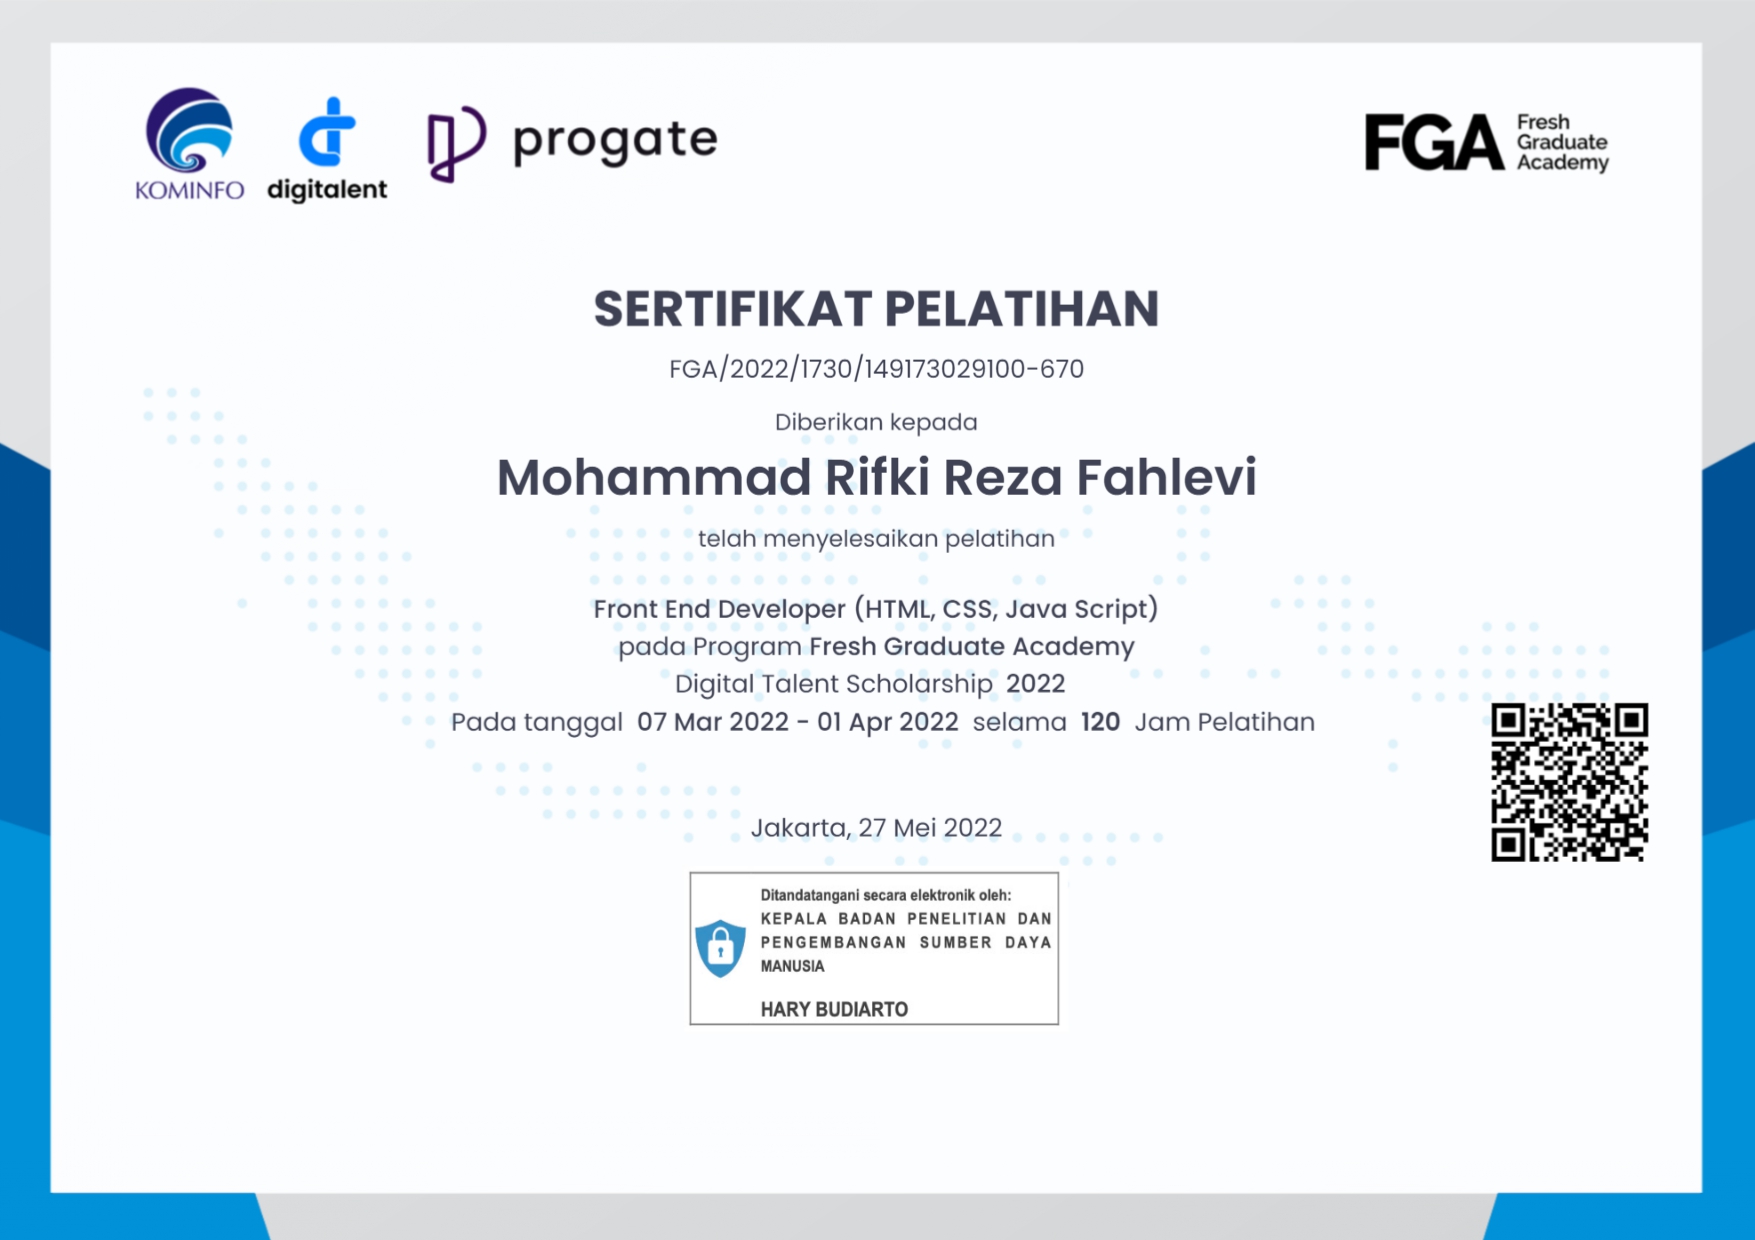 KOMINFO
digitalent
progate
FGA Fresh Graduate Academy
SERTIFIKAT PELATIHAN
FGA/2022/1730/149173029100-670
Diberikan kepada
Mohammad Rifki Reza Fahlevi
telah menyelesaikan pelatihan
Front End Developer (HTML, CSS, Java Script)
pada Program Fresh Graduate Academy
Digital Talent Scholarship 2022
Pada tanggal 07 Mar 2022 - 01 Apr 2022 selama 120 Jam Pelatihan
Jakarta, 27 Mei 2022
Ditandatangani secara elektronik oleh:
KEPALA BADAN PENELITIAN DAN
PENGEMBANGAN SUMBER DAYA
MANUSIA
HARY BUDIARTO